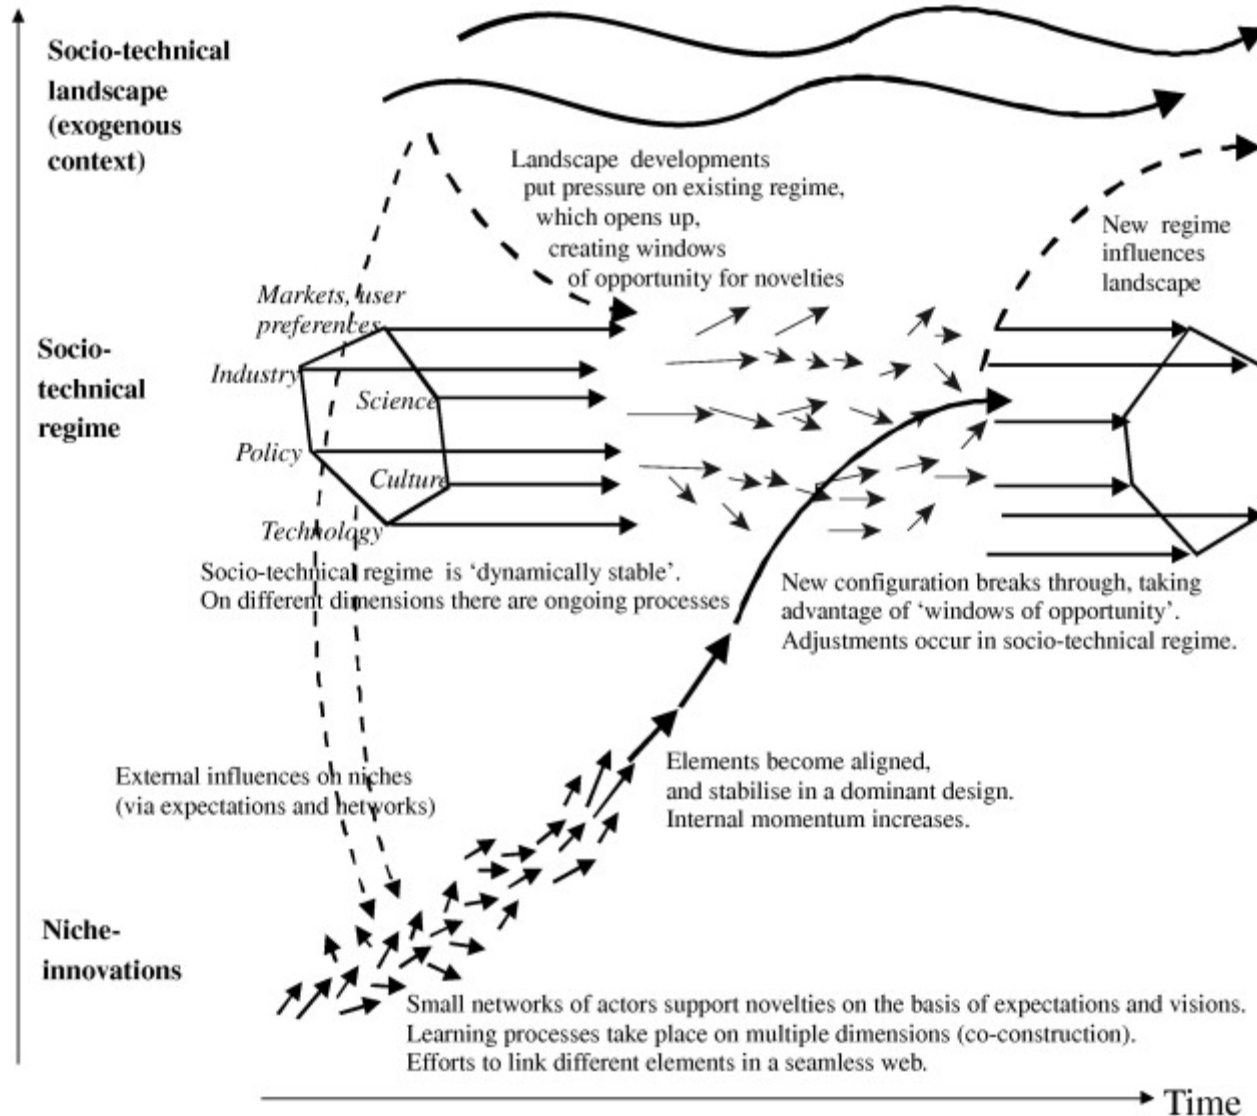 Socio-technical
landscape
(exogenous
context)
Landscape developments
put pressure on existing regime,
which opens up,
creating windows
of opportunity for novelties
New regime
influences
landscape
Markets, user
preferences
Socio-
technical
regime
Industry
Science
Policy
Culture
Technology
Socio-technical regime is ‘dynamically stable’.
On different dimensions there are ongoing processes
New configuration breaks through, taking
advantage of ‘windows of opportunity’.
Adjustments occur in socio-technical regime.
External influences on niches
(via expectations and networks)
Elements become aligned,
and stabilise in a dominant design.
Internal momentum increases.
Niche-
innovations
Small networks of actors support novelties on the basis of expectations and visions.
Learning processes take place on multiple dimensions (co-construction).
Efforts to link different elements in a seamless web.
Time